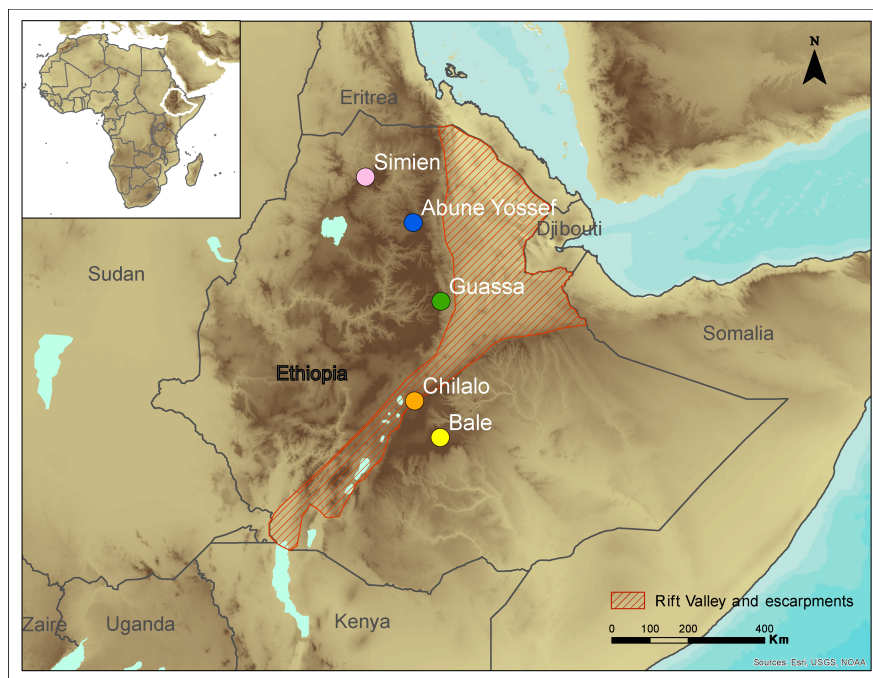 N
Eritrea
Simien
Abune Yossef
Djibouti
Sudan
Guassa
Somalia
Ethiopia
Chilalo
Bale
Rift Valley and escarpments
Zaire
Uganda
Kenya
0 100 200 400
Km
Sources: Esri, USGS, NOAA